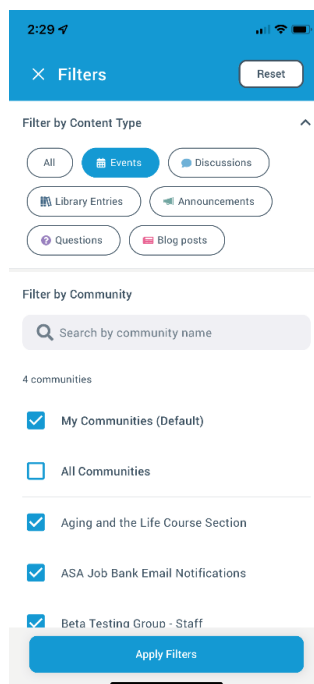 2:29
Filters
Reset
Filter by Content Type
All
Events
Discussions
Library Entries
Announcements
Questions
Blog posts
Filter by Community
Search by community name
4 communities
My Communities (Default)
All Communities
Aging and the Life Course Section
ASA Job Bank Email Notifications
Beta Testing Group - Staff
Apply Filters